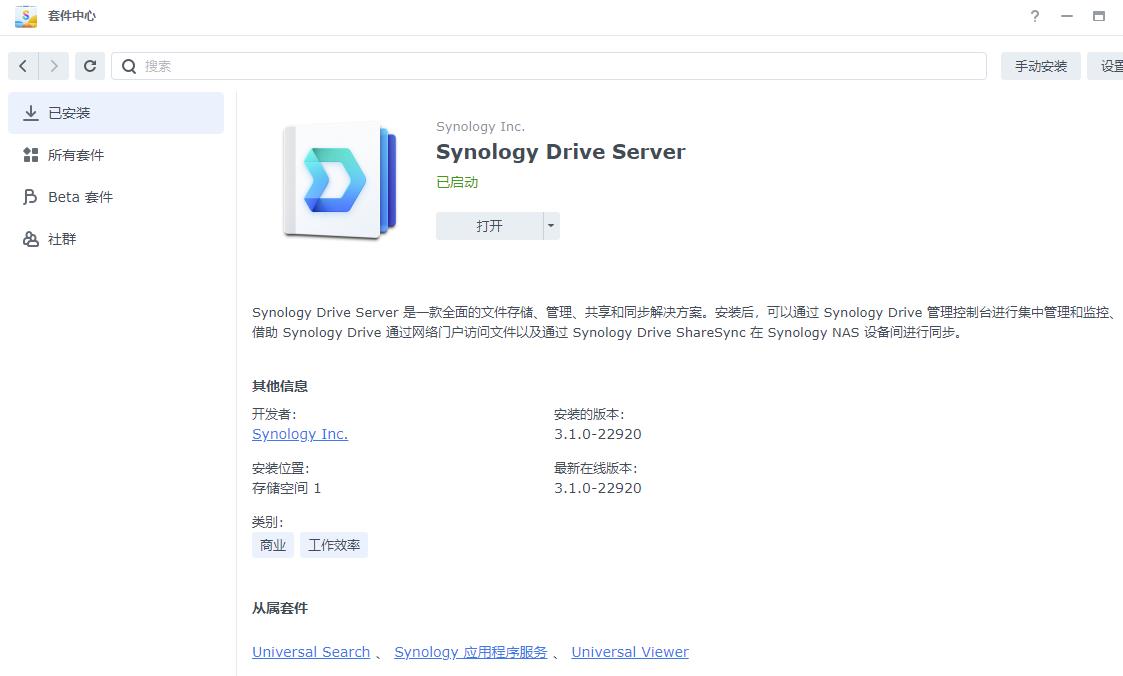 套件中心
?
搜索
手动安装
设置
已安装
所有套件
Beta 套件
社群
Synology Inc.
Synology Drive Server
已启动
打开
Synology Drive Server 是一款全面的文件存储、管理、共享和同步解决方案。安装后，可以通过 Synology Drive 管理控制台进行集中管理和监控、
借助 Synology Drive 通过网络门户访问文件以及通过 Synology Drive ShareSync 在 Synology NAS 设备间进行同步。
其他信息
开发者:
Synology Inc.
安装的版本:
3.1.0-22920
安装位置:
存储空间 1
最新在线版本:
3.1.0-22920
类别:
商业
工作效率
从属套件
Universal Search 、 Synology 应用程序服务 、 Universal Viewer